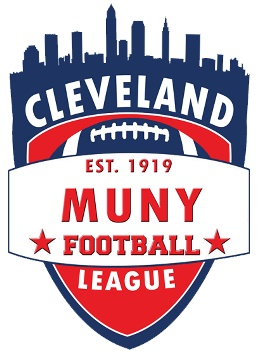 CLEVELAND
EST. 1919
MUNY
FOOTBALL
LEAGUE